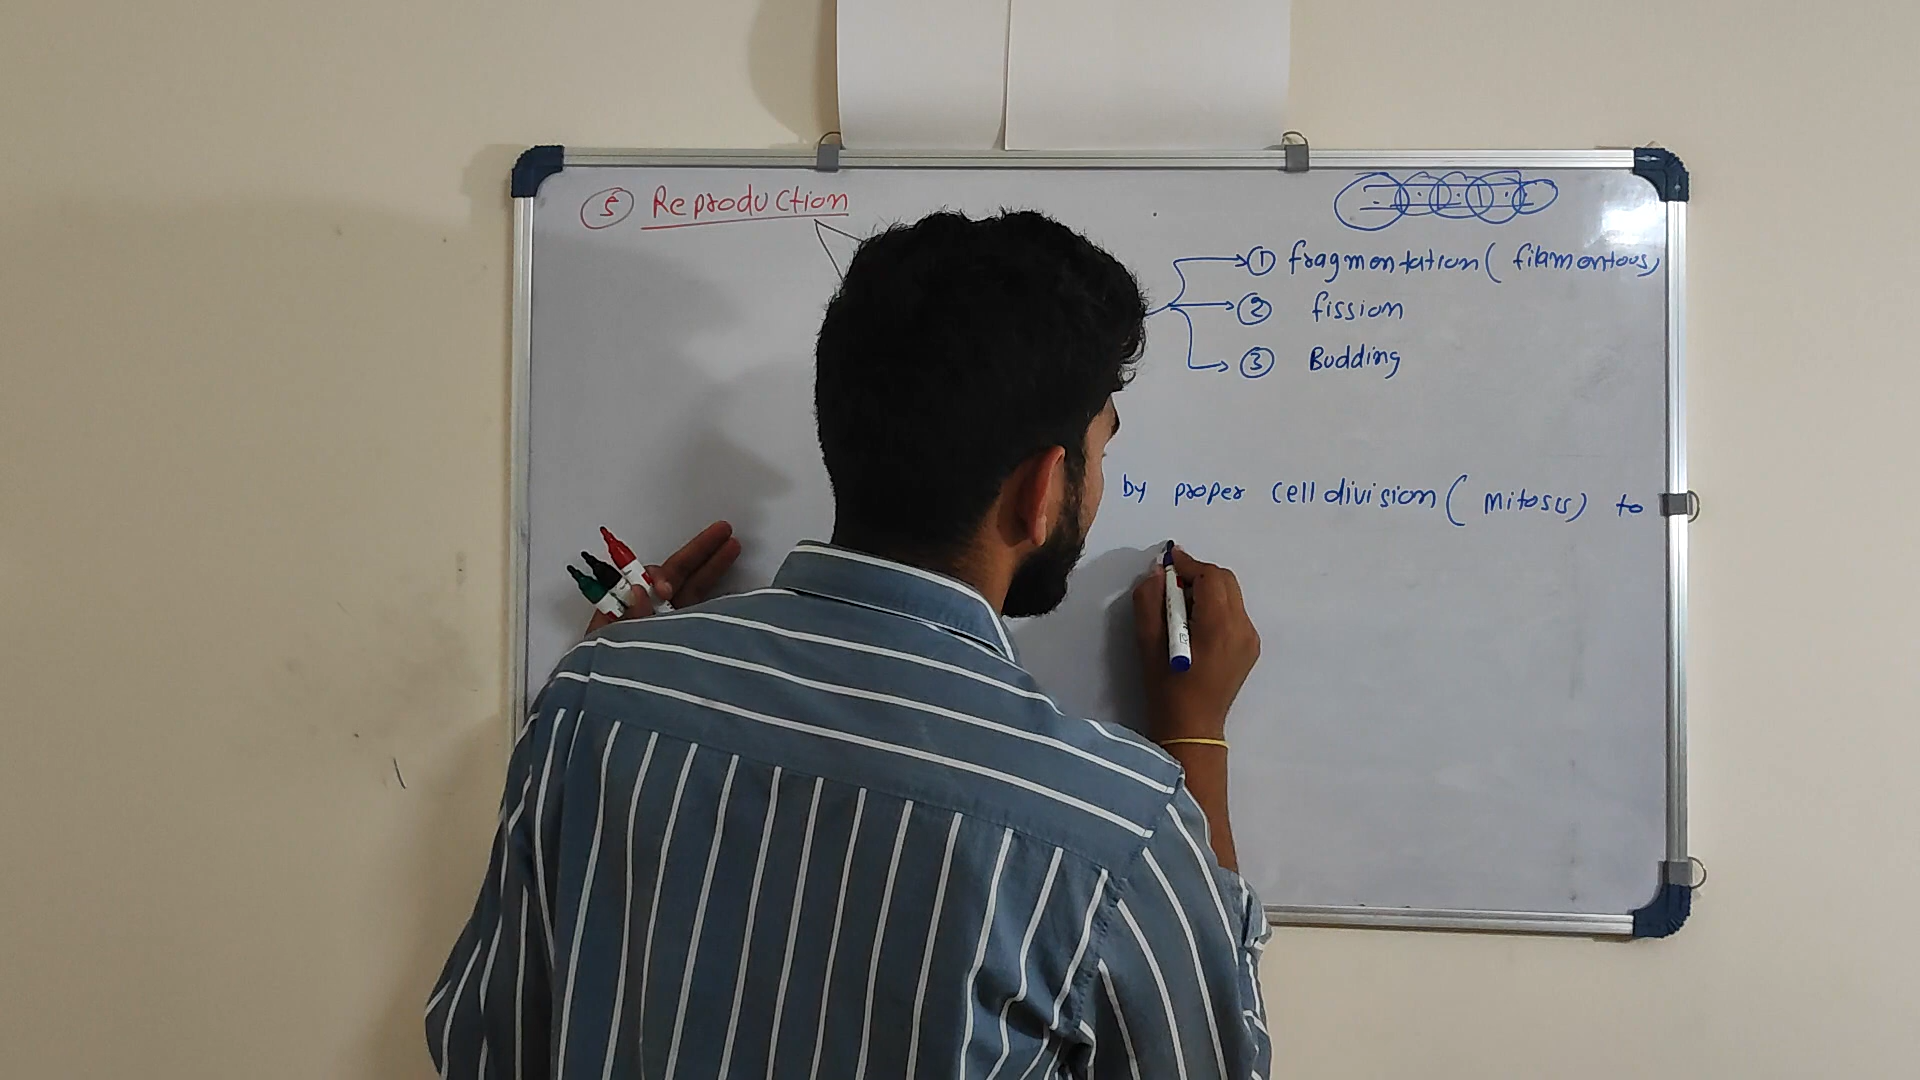 ⑤ Reproduction
① fragmentation ( filamentous)
② fission
③ Budding
by proper cell division ( mitosis) to